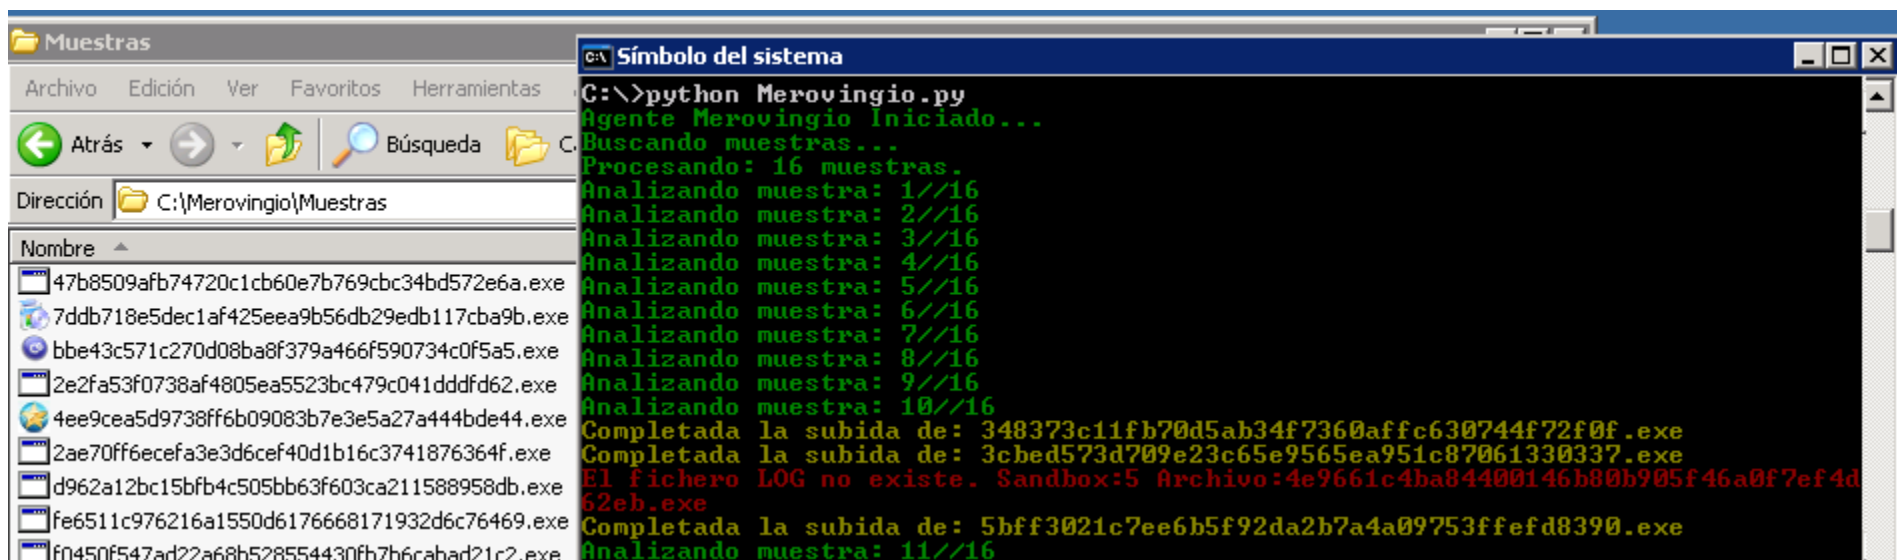 Muestras
Archivo Edición Ver Favoritos Herramientas
Atrás Búsqueda
Dirección C:\Merovingio\Muestras
Nombre
47b8509afb74720c1cb60e7b769cbc34bd572e6a.exe
7ddb718e5dec1af425eea9b56db29edb117cba9b.exe
bbe43c571c270d08ba8f379a466f590734c0f5a5.exe
2e2fa53f0738af4805ea5523bc479c041dddfd62.exe
4ee9cea5d9738ff6b09083b7e3e5a27a444bde44.exe
2ae70ff6ecefa3e3d6cef40d1b16c3741876364f.exe
d962a12bc15bfb4c505bb63f603ca211588958db.exe
fe6511c976216a1550d6176668171932d6c76469.exe
f0450f547ad22a68b528554430fb7b6cabad21c2.exe
Símbolo del sistema
C:\>python Merovingio.py
Agente Merovingio Iniciado...
Buscando muestras...
Procesando: 16 muestras.
Analizando muestra: 1//16
Analizando muestra: 2//16
Analizando muestra: 3//16
Analizando muestra: 4//16
Analizando muestra: 5//16
Analizando muestra: 6//16
Analizando muestra: 7//16
Analizando muestra: 8//16
Analizando muestra: 9//16
Analizando muestra: 10//16
Completada la subida de: 348373c11fb70d5ab34f7360affc630744f72f0f.exe
Completada la subida de: 3cbed573d709e23c65e9565ea951c87061330337.exe
El fichero LOG no existe. Sandbox:5 Archivo:4e9661c4ba84400146b80b905f46a0f7ef4d
62eb.exe
Completada la subida de: 5bff3021c7ee6b5f92da2b7a4a09753ffefd8390.exe
Analizando muestra: 11//16